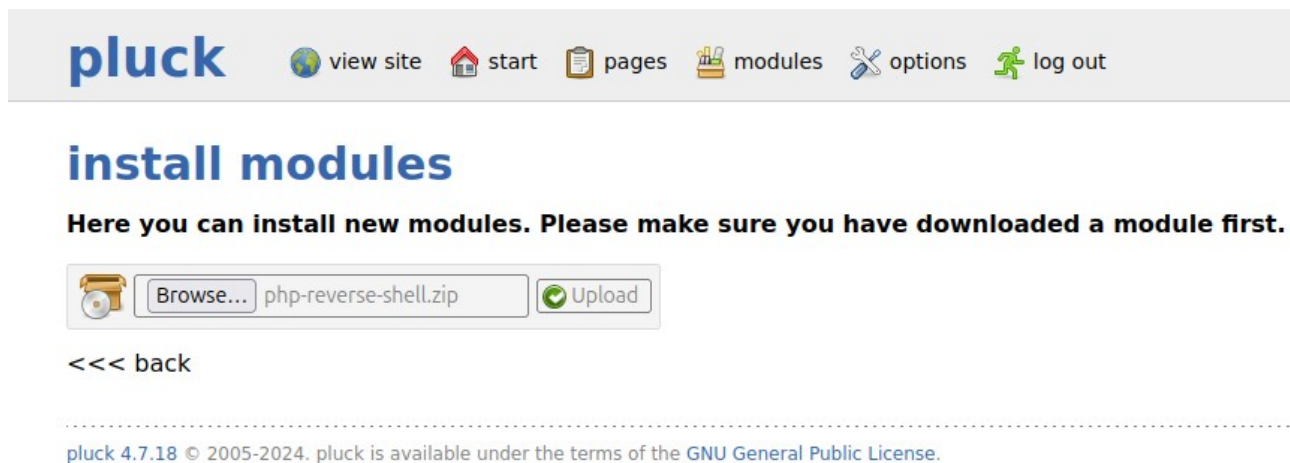 pluck view site start pages modules options log out
install modules
Here you can install new modules. Please make sure you have downloaded a module first.
Browse... php-reverse-shell.zip Upload
<<< back
pluck 4.7.18 © 2005-2024. pluck is available under the terms of the GNU General Public License.